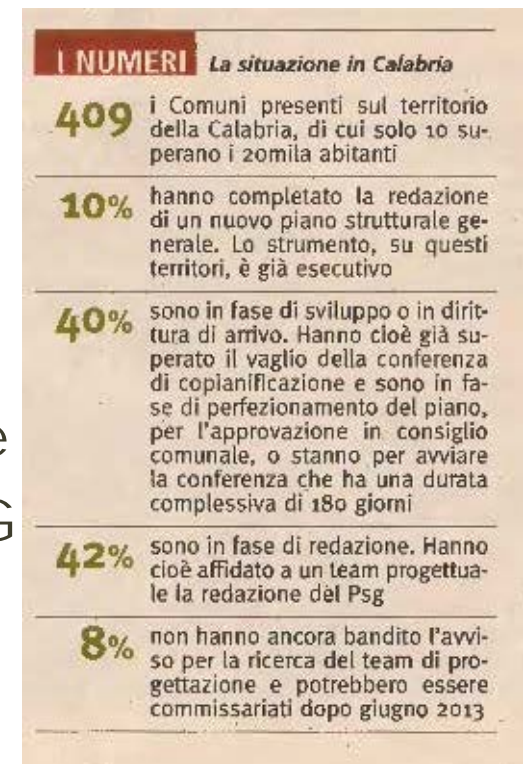 I NUMERI La situazione in Calabria
409 i Comuni presenti sul territorio
della Calabria, di cui solo 10 su-
perano i 20mila abitanti
10% hanno completato la redazione
di un nuovo piano strutturale ge-
nerale. Lo strumento, su questi
territori, è già esecutivo
40% sono in fase di sviluppo o in dirit-
tura di arrivo. Hanno cioè già su-
perato il vaglio della conferenza
di copianificazione e sono in fa-
se di perfezionamento del piano,
per l'approvazione in consiglio
comunale, o stanno per avviare
la conferenza che ha una durata
complessiva di 180 giorni
e
G
42% sono in fase di redazione. Hanno
cioè affidato a un team progettua-
le la redazione del Psg
8% non hanno ancora bandito l'avvi-
so per la ricerca del team di pro-
gettazione e potrebbero essere
commissariati dopo giugno 2013